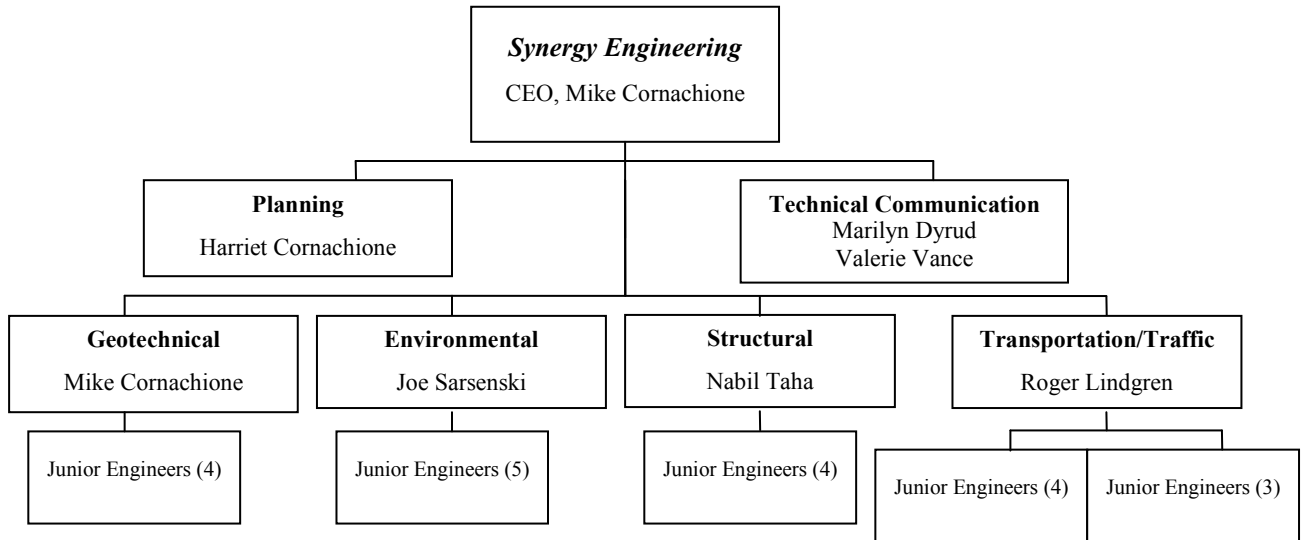 Synergy Engineering
CEO, Mike Cornachione
Planning
Harriet Cornachione
Technical Communication
Marilyn Dyrud
Valerie Vance
Geotechnical
Mike Cornachione
Environmental
Joe Sarsenski
Structural
Nabil Taha
Transportation/Traffic
Roger Lindgren
Junior Engineers (4)
Junior Engineers (5)
Junior Engineers (4)
Junior Engineers (4)
Junior Engineers (3)